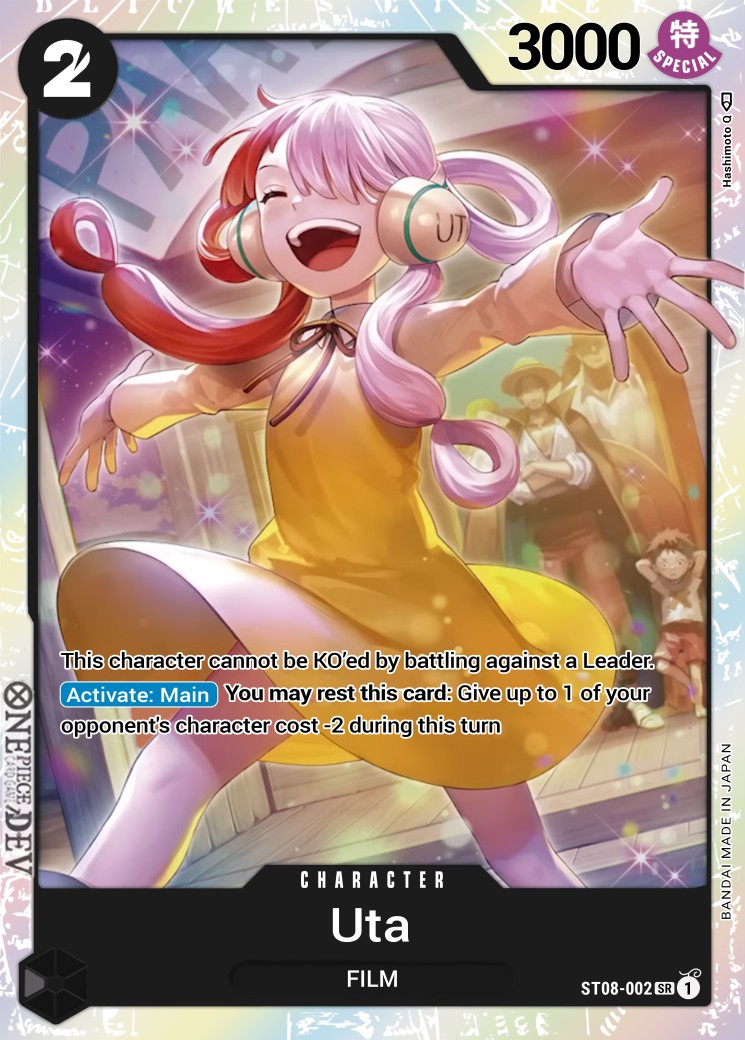 2
3000
特
SPECIAL
Hashimoto Q
UT
This character cannot be KO'ed by battling against a Leader.
Activate: Main You may rest this card: Give up to 1 of your
opponent's character cost -2 during this turn
ONE PIECE DEV
BANDAI MADE IN JAPAN
CHARACTER
Uta
FILM
ST08-002 SR 1